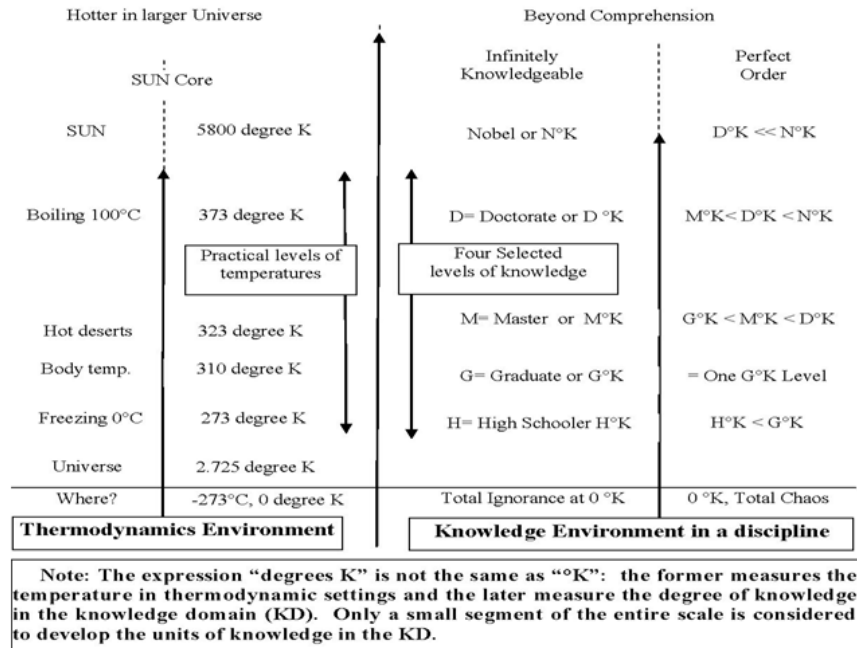 Hotter in larger Universe Beyond Comprehension
Infinitely Knowledgeable Perfect Order
SUN Core
SUN 5800 degree K Nobel or N°K D°K << N°K
Boiling 100°C 373 degree K D= Doctorate or D °K M°K< D°K < N°K
Practical levels of temperatures Four Selected levels of knowledge
Hot deserts 323 degree K M= Master or M°K G°K < M°K < D°K
Body temp. 310 degree K G= Graduate or G°K = One G°K Level
Freezing 0°C 273 degree K H= High Schooler H°K H°K < G°K
Universe 2.725 degree K
Where? -273°C, 0 degree K Total Ignorance at 0 °K 0 °K, Total Chaos
Thermodynamics Environment Knowledge Environment in a discipline
Note: The expression “degrees K” is not the same as “°K”: the former measures the
temperature in thermodynamic settings and the later measure the degree of knowledge
in the knowledge domain (KD). Only a small segment of the entire scale is considered
to develop the units of knowledge in the KD.